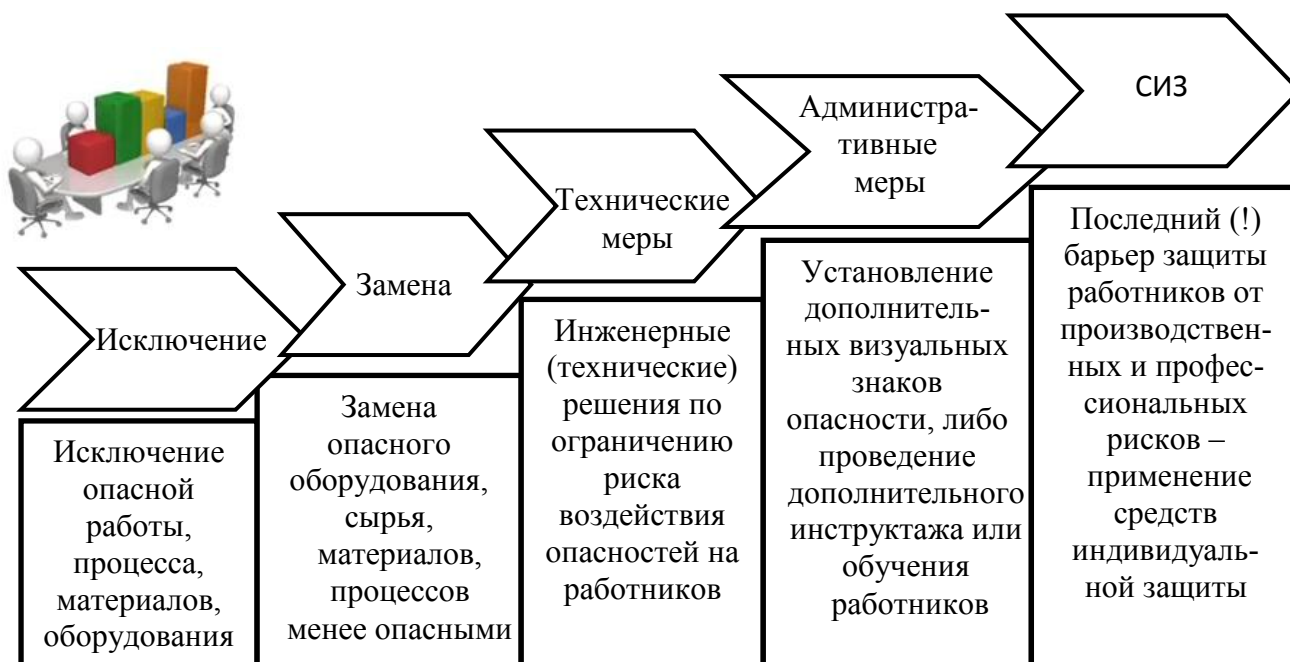 Исключение
Исключение
опасной
работы,
процесса,
материалов,
оборудования
Замена
Замена
опасного
оборудования,
сырья,
материалов,
процессов
менее опасными
Технические
меры
Инженерные
(технические)
решения по
ограничению
риска
воздействия
опасностей на
работников
Администра-
тивные
меры
Установление
дополнитель-
ных визуальных
знаков
опасности, либо
проведение
дополнительного
инструктажа или
обучения
работников
СИЗ
Последний (!)
барьер защиты
работников от
производствен-
ных и профес-
сиональных
рисков –
применение
средств
индивидуаль-
ной защиты